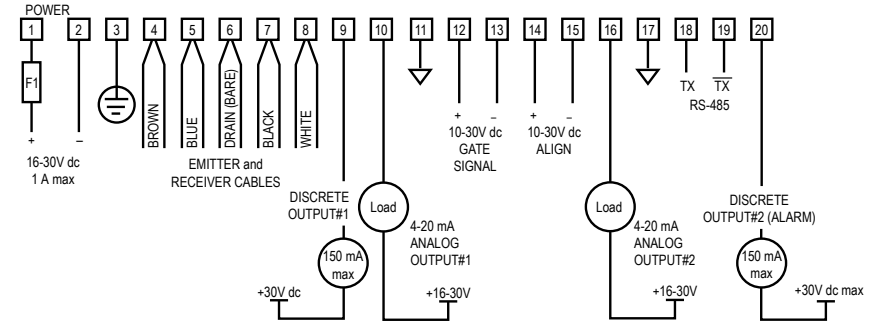 POWER
1 2 3 4 5 6 7 8 9 10 11 12 13 14 15 16 17 18 19 20
F1
BROWN
BLUE
DRAIN (BARE)
BLACK
WHITE
+ –
16-30V dc
1 A max
EMITTER and
RECEIVER CABLES
DISCRETE
OUTPUT#1
150 mA
max
+30V dc
Load
4-20 mA
ANALOG
OUTPUT#1
+16-30V
+ –
10-30V dc
GATE
SIGNAL
+ –
10-30V dc
ALIGN
Load
4-20 mA
ANALOG
OUTPUT#2
+16-30V
TX TX
RS-485
DISCRETE
OUTPUT#2 (ALARM)
150 mA
max
+30V dc max